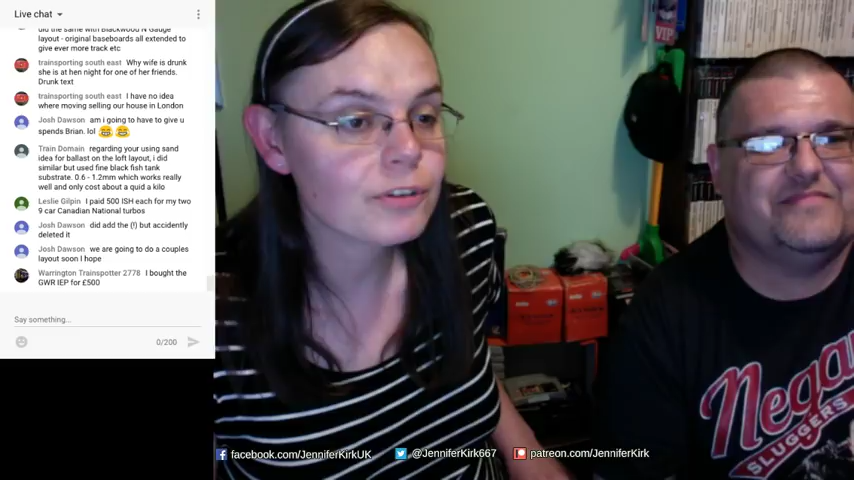 Live chat
did the same with Blackwood N Gauge
layout - original baseboards all extended to
give ever more track etc
trainsporting south east Why wife is drunk
she is at hen night for one of her friends.
Drunk text
trainsporting south east I have no idea
where moving selling our house in London
Josh Dawson am i going to have to give u
spends Brian. lol
Train Domain regarding your using sand
idea for ballast on the loft layout, i did
similar but used fine black fish tank
substrate. 0.6 - 1.2mm which works really
well and only cost about a quid a kilo
Leslie Gilpin I paid 500 ISH each for my two
9 car Canadian National turbos
Josh Dawson did add the (!) but accidently
deleted it
Josh Dawson we are going to do a couples
layout soon I hope
Warrington Trainspotter 2778 I bought the
GWR IEP for £500
Say something...
0/200
VIP
Negan
SLUGGERS
facebook.com/JenniferKirkUK
@JenniferKirk667
patreon.com/JenniferKirk